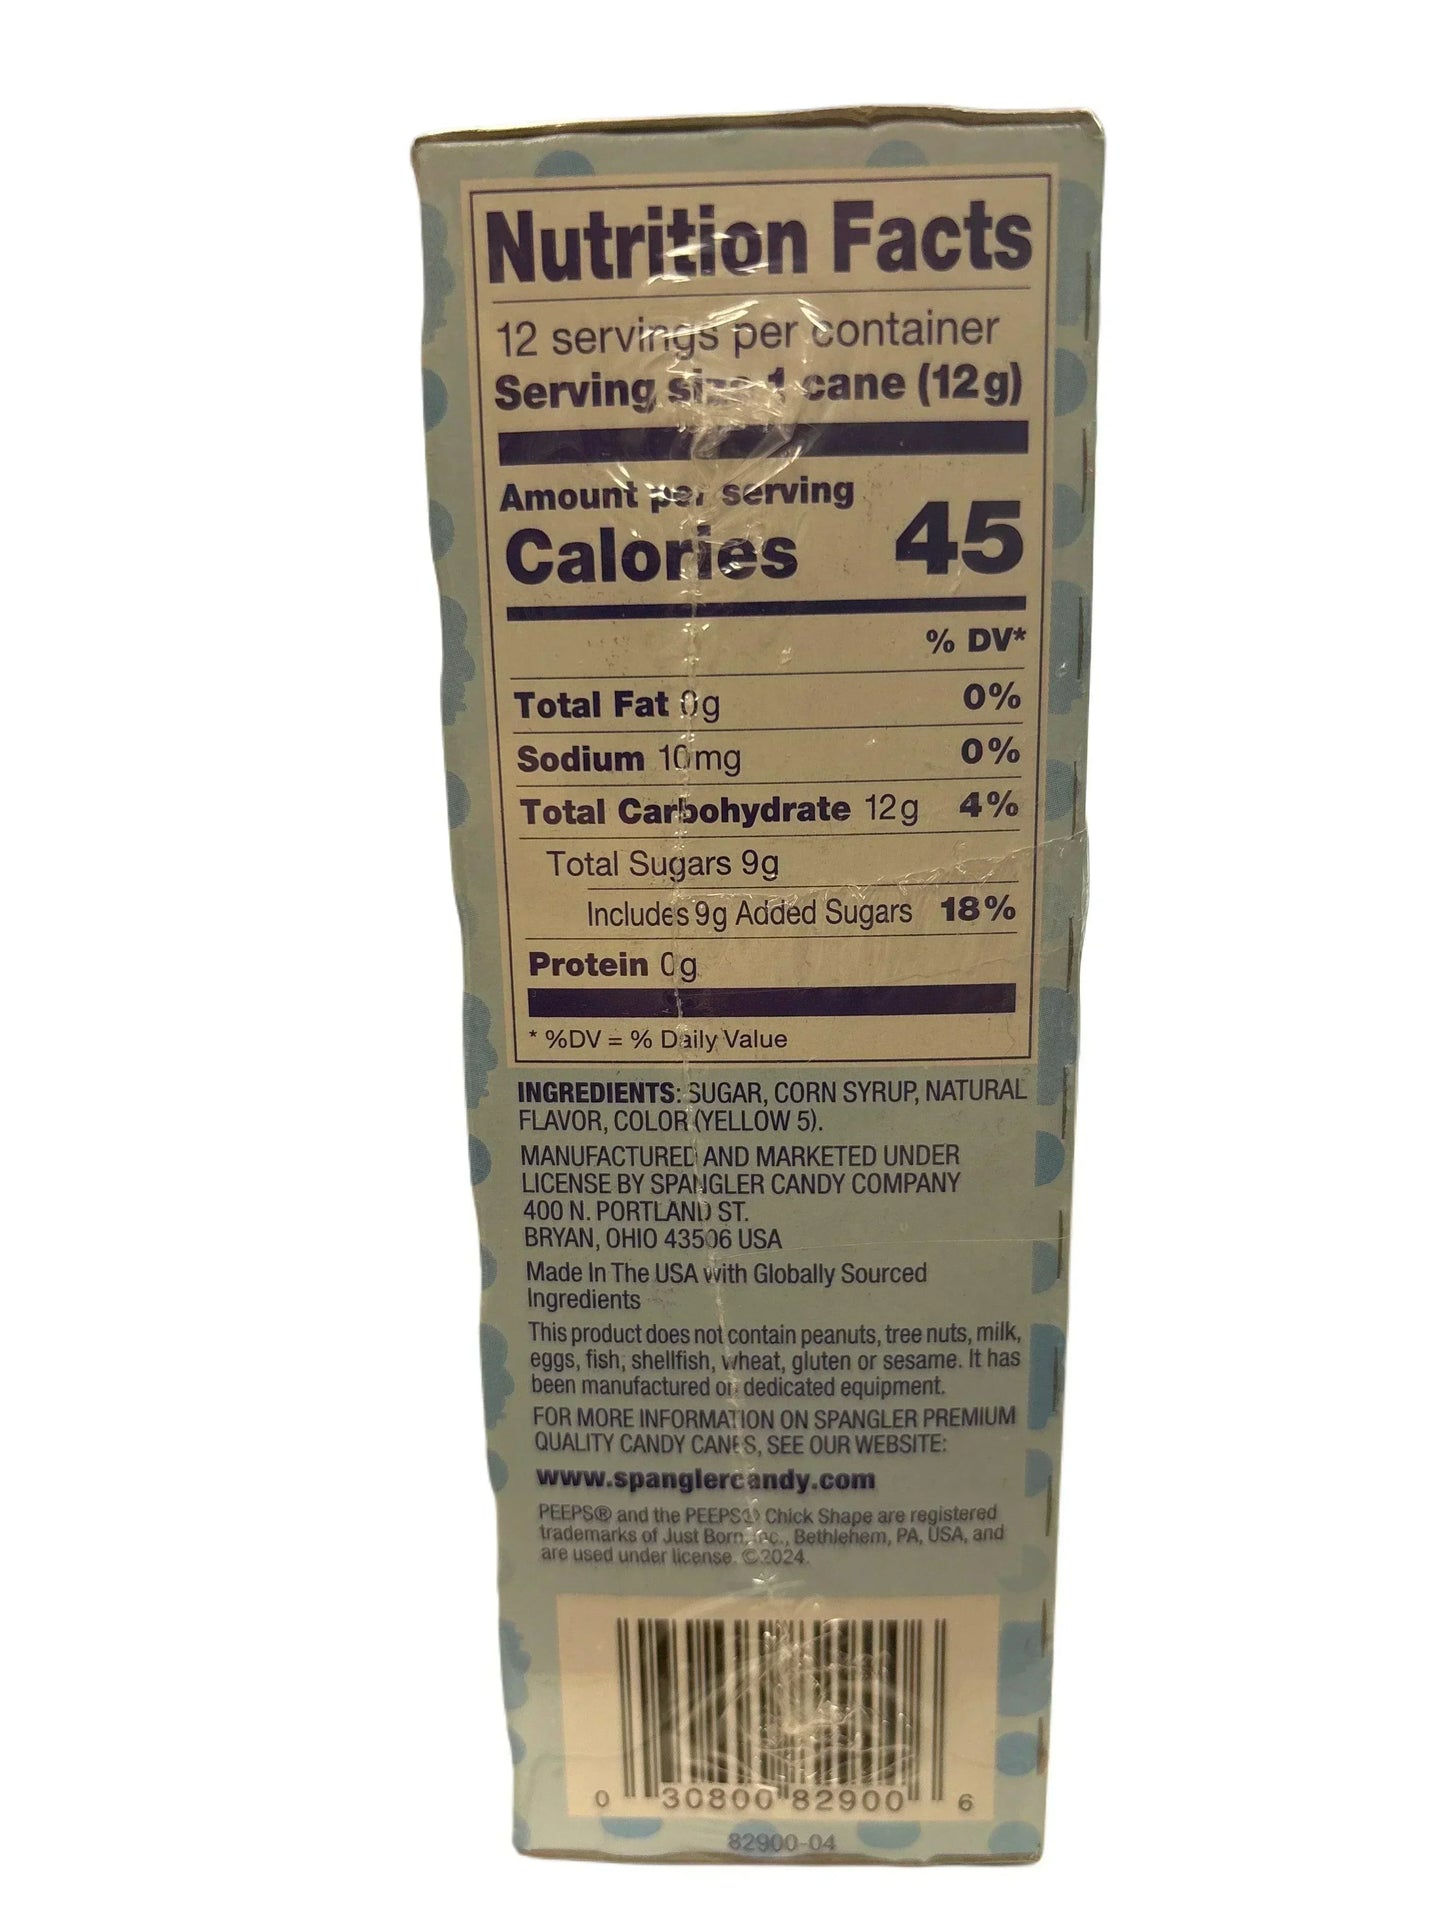 Nutrition Facts
12 servings per container
Serving size 1 cane (12g)
Amount per serving
Calories 45
% DV*
Total Fat 0g 0%
Sodium 10mg 0%
Total Carbohydrate 12g 4%
Total Sugars 9g
Includes 9g Added Sugars 18%
Protein 0g
* %DV = % Daily Value
INGREDIENTS: SUGAR, CORN SYRUP, NATURAL
FLAVOR, COLOR (YELLOW 5).
MANUFACTURED AND MARKETED UNDER
LICENSE BY SPANGLER CANDY COMPANY
400 N. PORTLAND ST.
BRYAN, OHIO 43506 USA
Made In The USA with Globally Sourced
Ingredients
This product does not contain peanuts, tree nuts, milk,
eggs, fish, shellfish, wheat, gluten or sesame. It has
been manufactured on dedicated equipment.
FOR MORE INFORMATION ON SPANGLER PREMIUM
QUALITY CANDY CANES, SEE OUR WEBSITE:
www.spanglercandy.com
PEEPS® and the PEEPS® Chick Shape are registered
trademarks of Just Born, Inc., Bethlehem, PA, USA, and
are used under license. ©2024.
0 30800 82900 6
82900-04